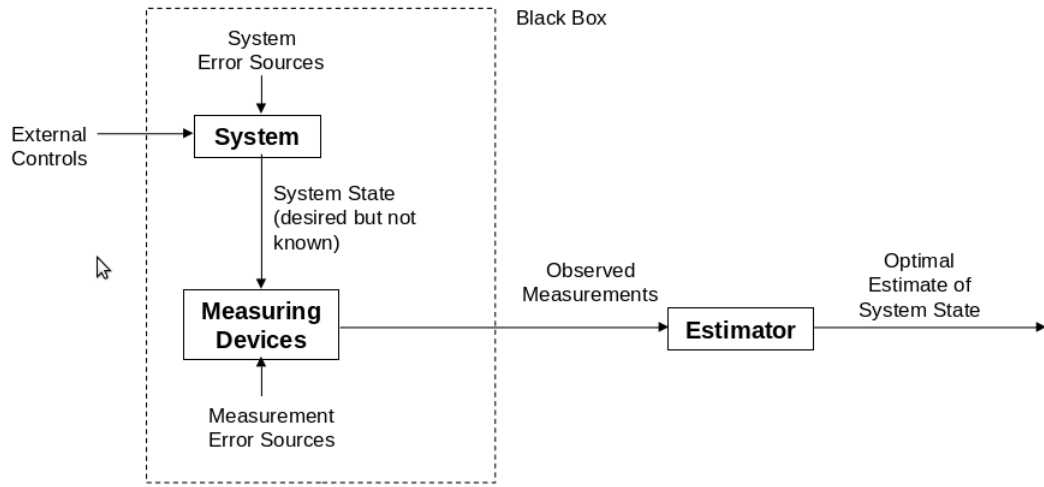 Black Box
System
Error Sources
External
Controls
System
System State
(desired but not
known)
Measuring
Devices
Measurement
Error Sources
Observed
Measurements
Estimator
Optimal
Estimate of
System State